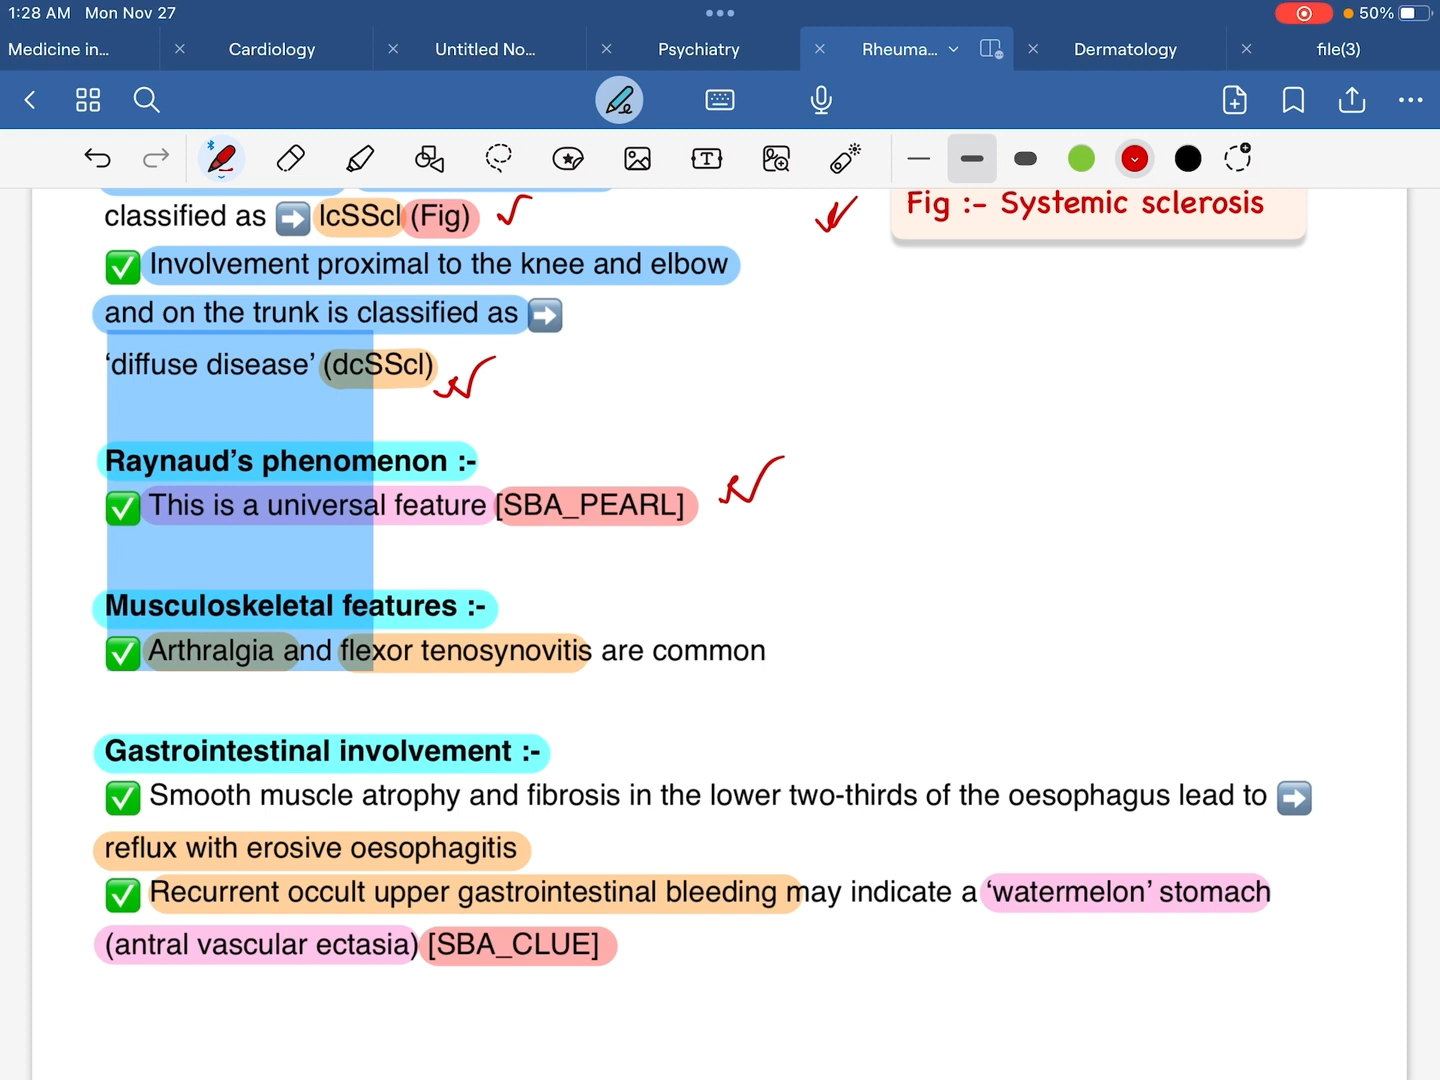 1:28 AM Mon Nov 27
50%
Medicine in...
Cardiology
Untitled No...
Psychiatry
Rheuma...
Dermatology
file(3)
classified as ➡️ lcSScl (Fig)
Fig :- Systemic sclerosis
✅ Involvement proximal to the knee and elbow
and on the trunk is classified as ➡️
‘diffuse disease’ (dcSScl)
Raynaud’s phenomenon :-
✅ This is a universal feature [SBA_PEARL]
Musculoskeletal features :-
✅ Arthralgia and flexor tenosynovitis are common
Gastrointestinal involvement :-
✅ Smooth muscle atrophy and fibrosis in the lower two-thirds of the oesophagus lead to ➡️
reflux with erosive oesophagitis
✅ Recurrent occult upper gastrointestinal bleeding may indicate a ‘watermelon’ stomach
(antral vascular ectasia) [SBA_CLUE]